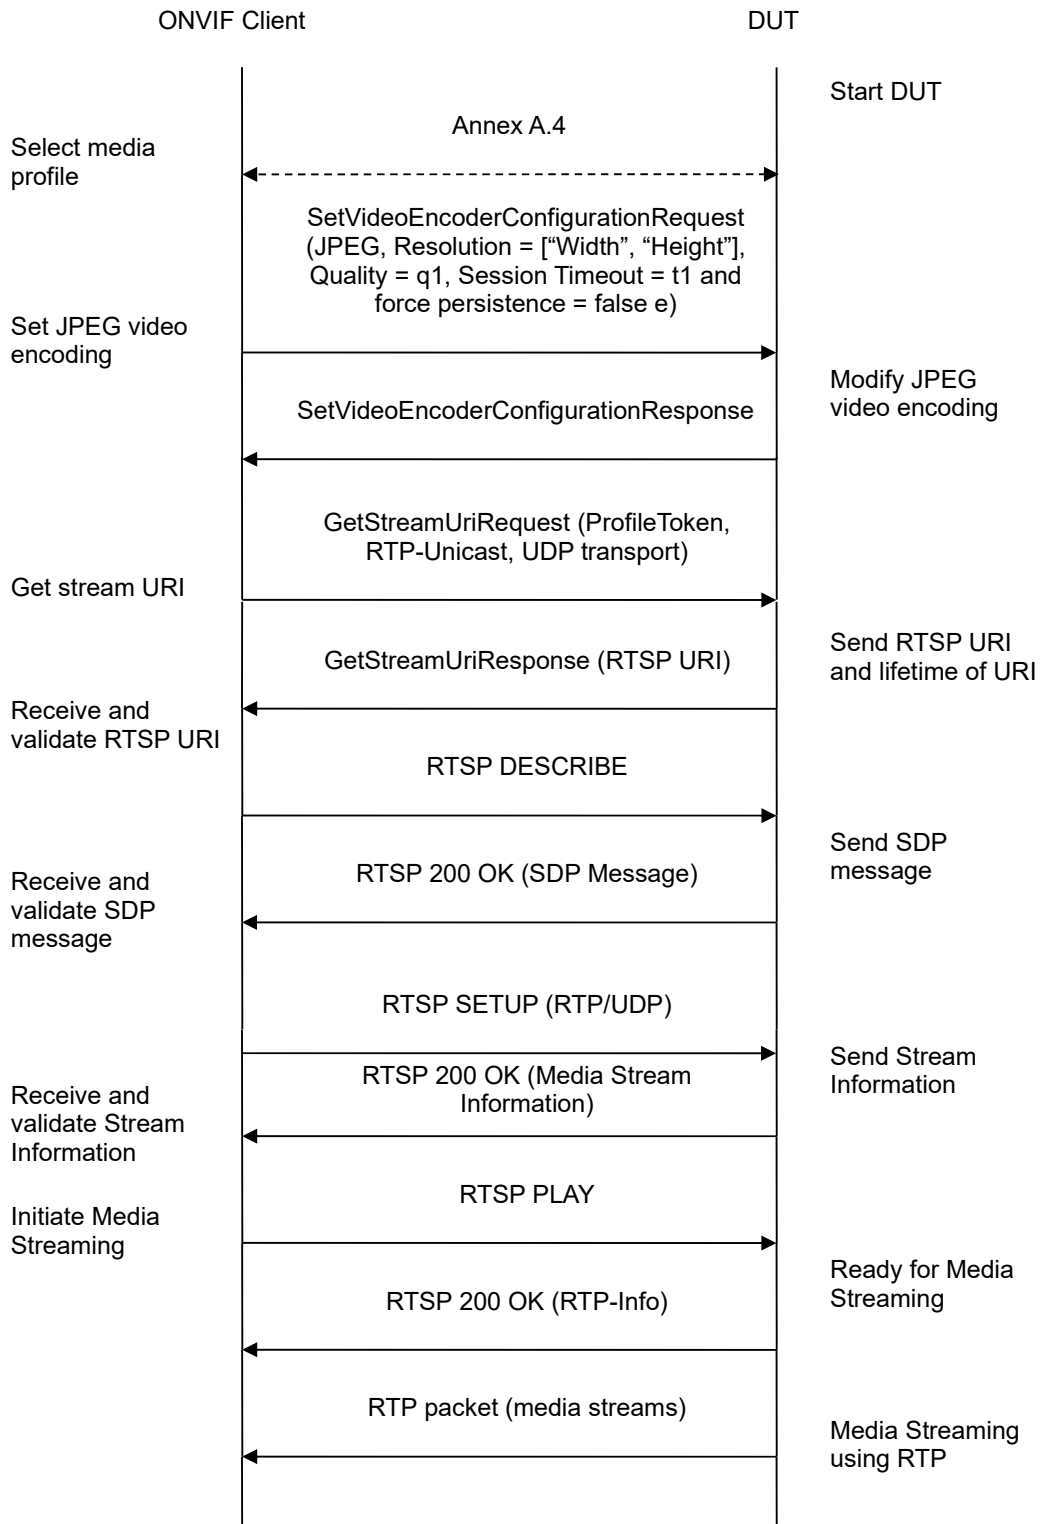 ONVIF Client
DUT
Start DUT
Annex A.4
Select media
profile
SetVideoEncoderConfigurationRequest
(JPEG, Resolution = [“Width”, “Height”],
Quality = q1, Session Timeout = t1 and
force persistence = false e)
Set JPEG video
encoding
Modify JPEG
video encoding
SetVideoEncoderConfigurationResponse
GetStreamUriRequest (ProfileToken,
RTP-Unicast, UDP transport)
Get stream URI
Send RTSP URI
and lifetime of URI
GetStreamUriResponse (RTSP URI)
Receive and
validate RTSP URI
RTSP DESCRIBE
Send SDP
message
RTSP 200 OK (SDP Message)
Receive and
validate SDP
message
RTSP SETUP (RTP/UDP)
Send Stream
Information
RTSP 200 OK (Media Stream
Information)
Receive and
validate Stream
Information
RTSP PLAY
Initiate Media
Streaming
Ready for Media
Streaming
RTSP 200 OK (RTP-Info)
RTP packet (media streams)
Media Streaming
using RTP